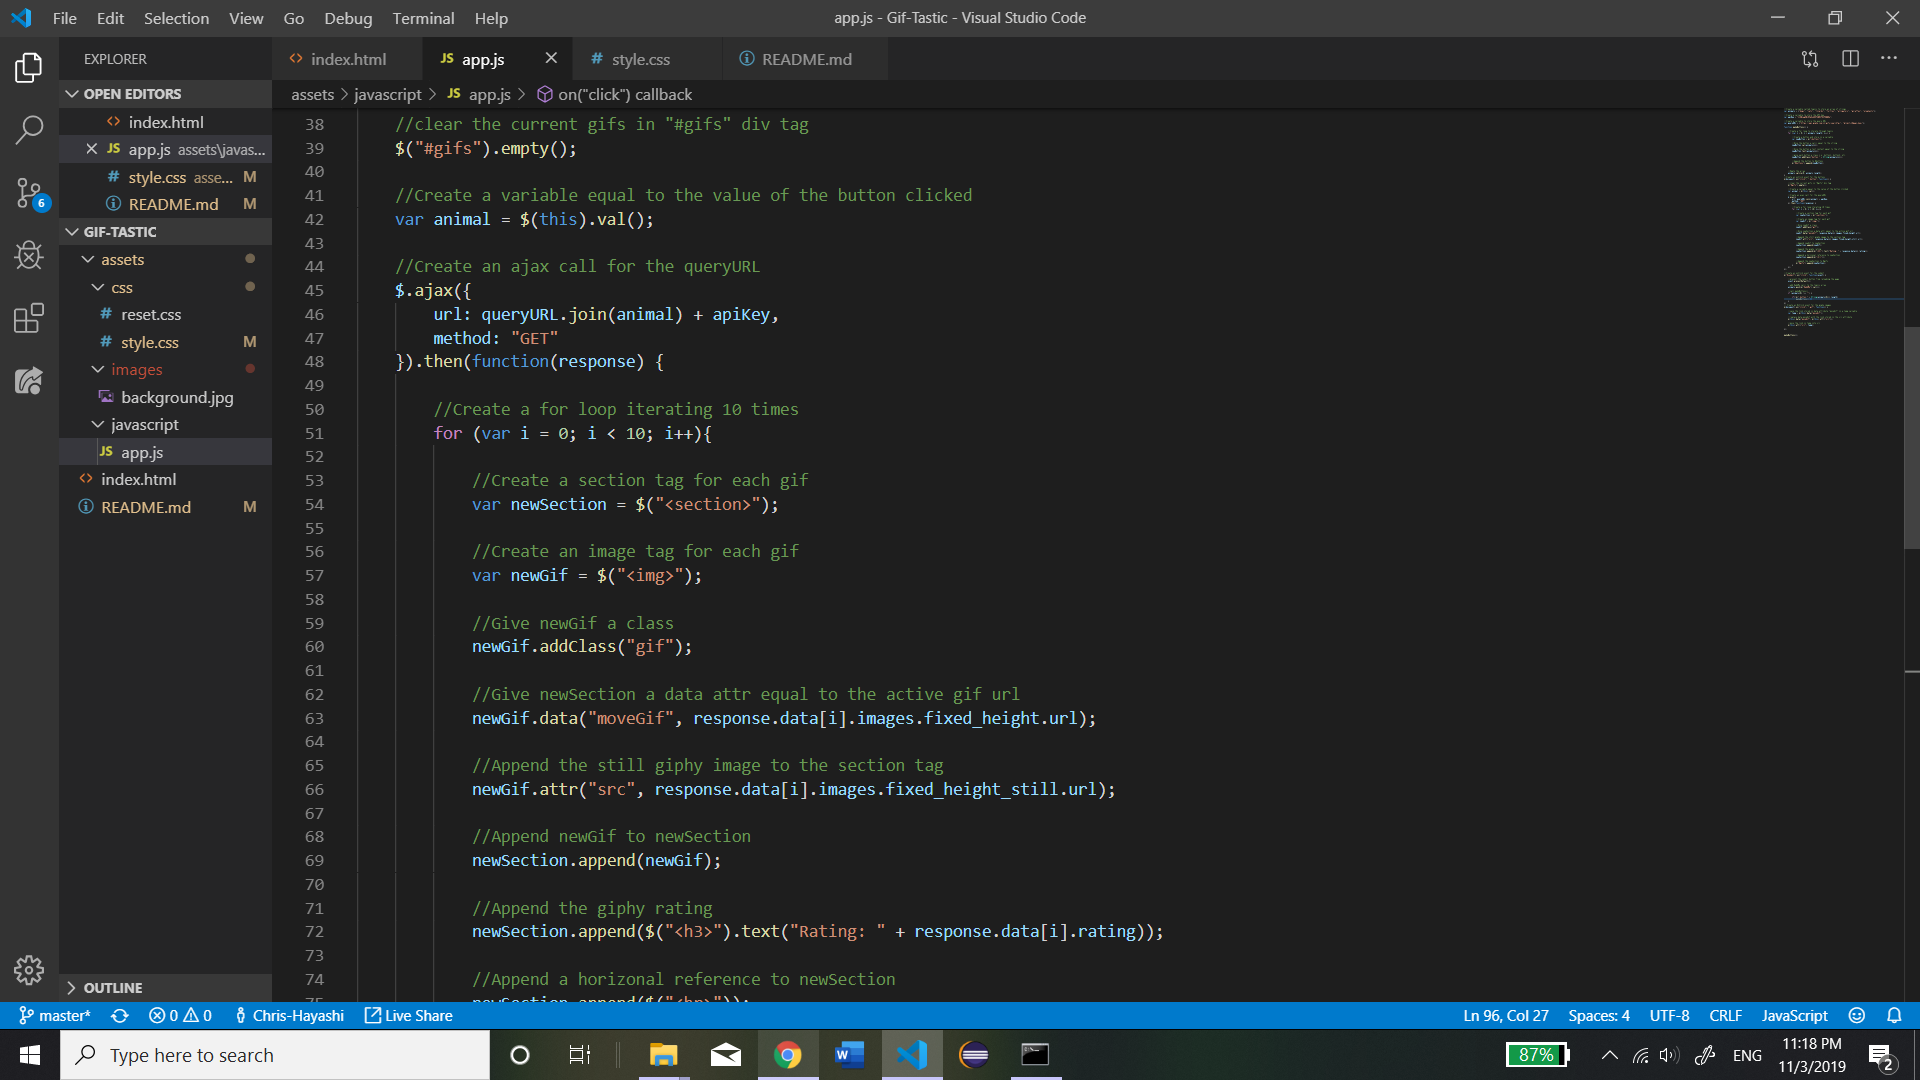 File Edit Selection View Go Debug Terminal Help
app.js - Gif-Tastic - Visual Studio Code
EXPLORER
OPEN EDITORS
index.html
app.js assets\javas...
style.css asse... M
README.md M
GIF-TASTIC
assets
css
reset.css
style.css M
images
background.jpg
javascript
app.js
index.html
README.md M
OUTLINE
6
index.html app.js style.css README.md
assets > javascript > JS app.js > on("click") callback
38 //clear the current gifs in "#gifs" div tag
39 $("#gifs").empty();
40
41 //Create a variable equal to the value of the button clicked
42 var animal = $(this).val();
43
44 //Create an ajax call for the queryURL
45 $.ajax({
46 url: queryURL.join(animal) + apiKey,
47 method: "GET"
48 }).then(function(response) {
49
50 //Create a for loop iterating 10 times
51 for (var i = 0; i < 10; i++){
52
53 //Create a section tag for each gif
54 var newSection = $("<section>");
55
56 //Create an image tag for each gif
57 var newGif = $("<img>");
58
59 //Give newGif a class
60 newGif.addClass("gif");
61
62 //Give newSection a data attr equal to the active gif url
63 newGif.data("moveGif", response.data[i].images.fixed_height.url);
64
65 //Append the still giphy image to the section tag
66 newGif.attr("src", response.data[i].images.fixed_height_still.url);
67
68 //Append newGif to newSection
69 newSection.append(newGif);
70
71 //Append the giphy rating
72 newSection.append($("<h3>").text("Rating: " + response.data[i].rating));
73
74 //Append a horizonal reference to newSection
75 newSection.append($("<hr>"));
master* 0 0 Chris-Hayashi Live Share Ln 96, Col 27 Spaces: 4 UTF-8 CRLF JavaScript
Type here to search
87% ENG 11:18 PM
11/3/2019 2